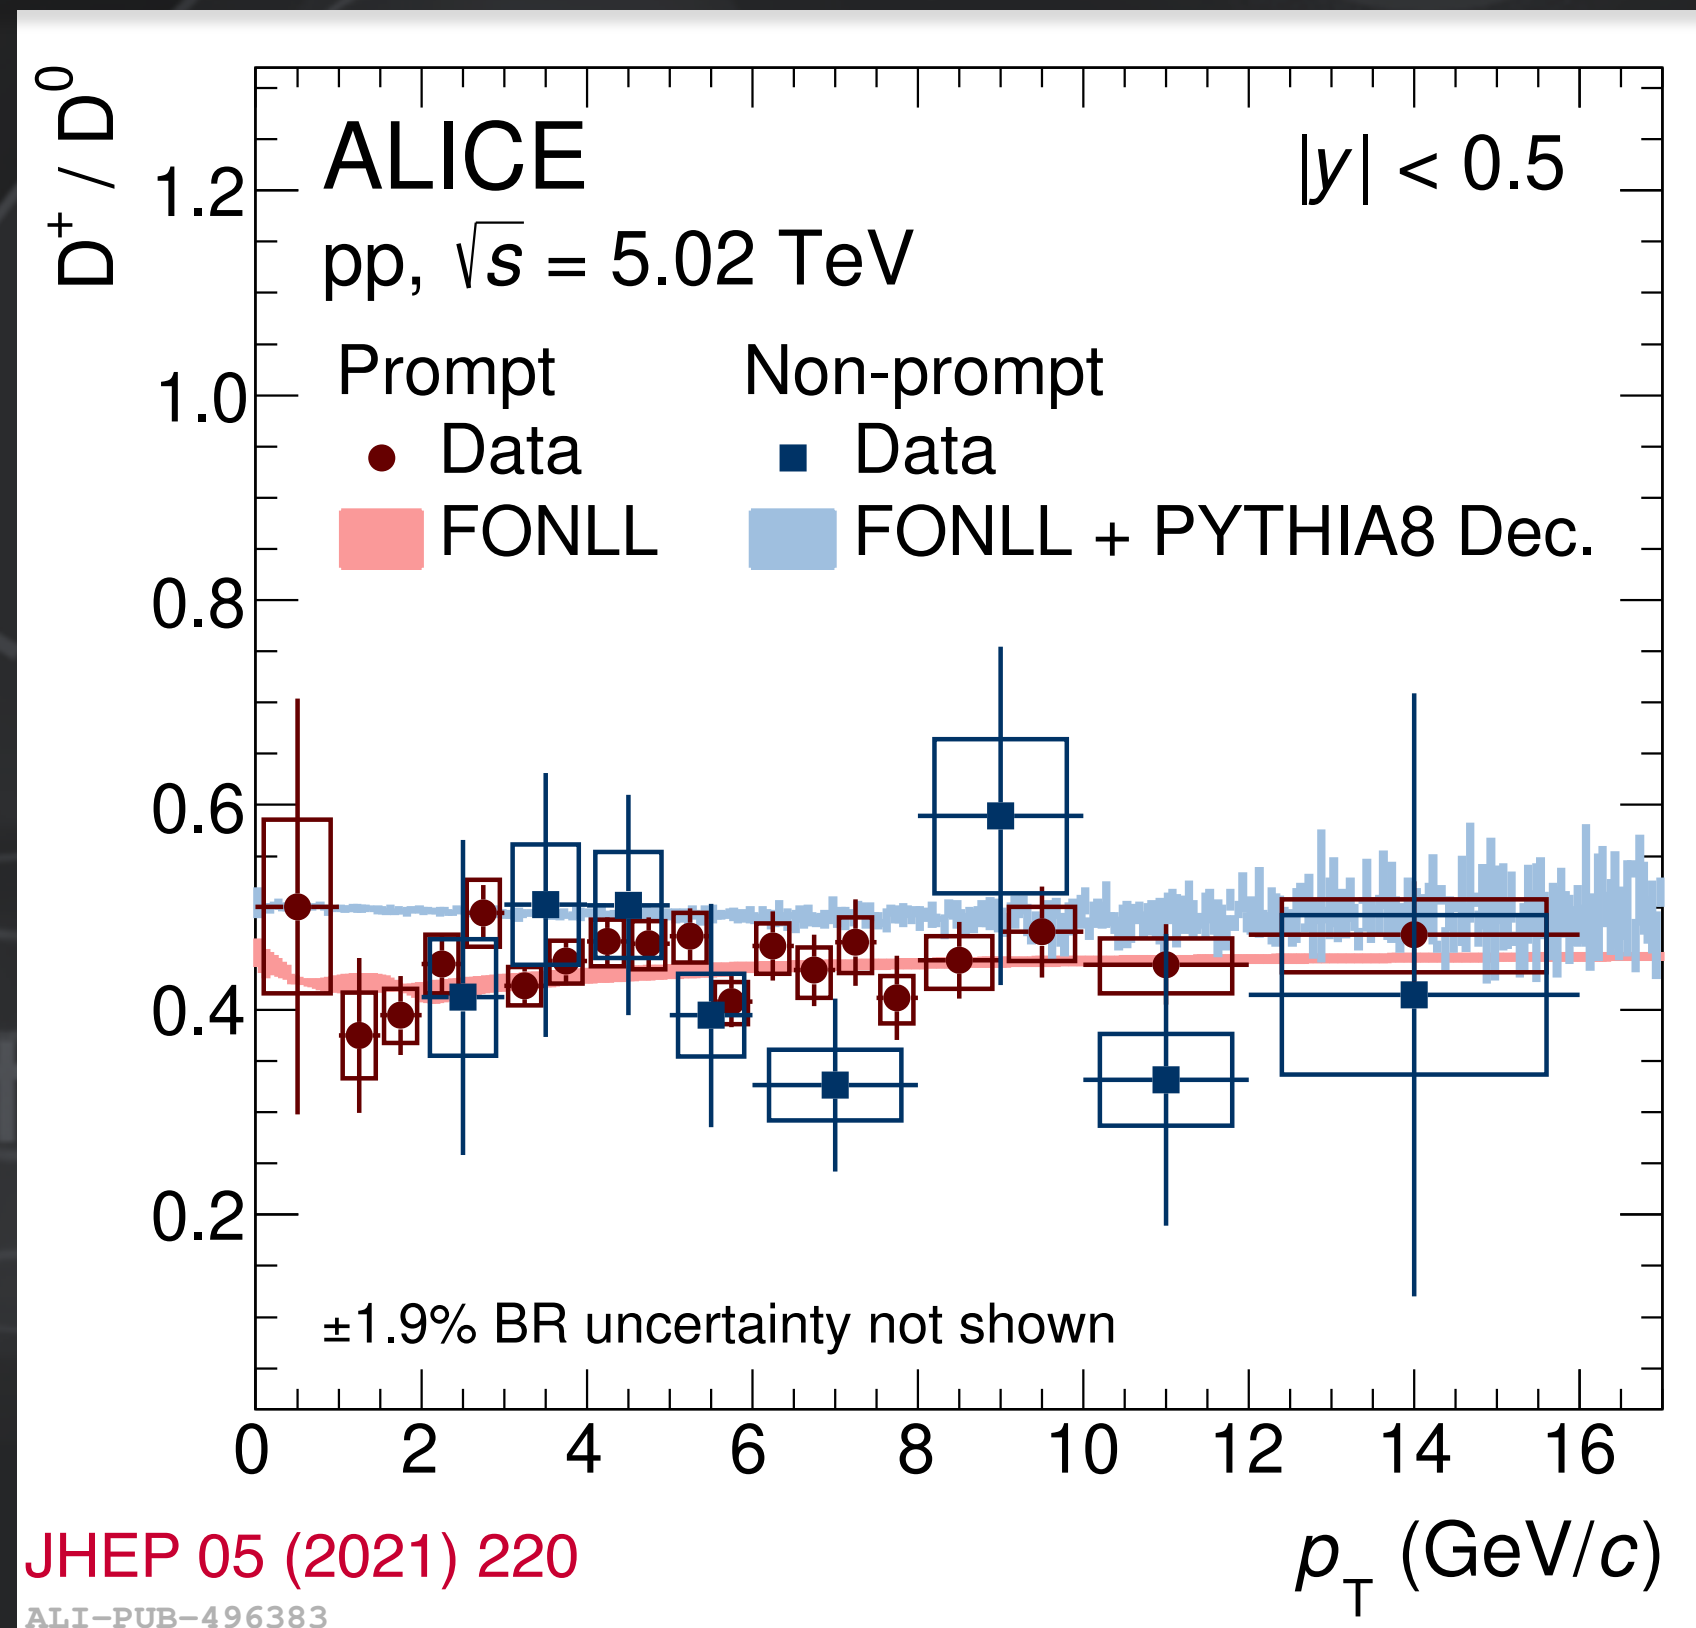 D⁺ / D⁰
ALICE
|y| < 0.5
pp, √s = 5.02 TeV
Prompt Non-prompt
Data Data
FONLL FONLL + PYTHIA8 Dec.
1.2
1.0
0.8
0.6
0.4
0.2
±1.9% BR uncertainty not shown
0 2 4 6 8 10 12 14 16
p_T (GeV/c)
JHEP 05 (2021) 220
ALI-PUB-496383